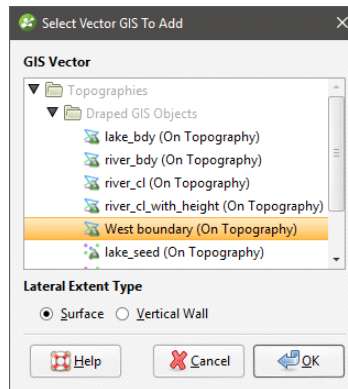 Select Vector GIS To Add
GIS Vector
Topographies
Draped GIS Objects
lake_bdy (On Topography)
river_bdy (On Topography)
river_cl (On Topography)
river_cl_with_height (On Topography)
West boundary (On Topography)
lake_seed (On Topography)
Lateral Extent Type
Surface Vertical Wall
Help Cancel OK